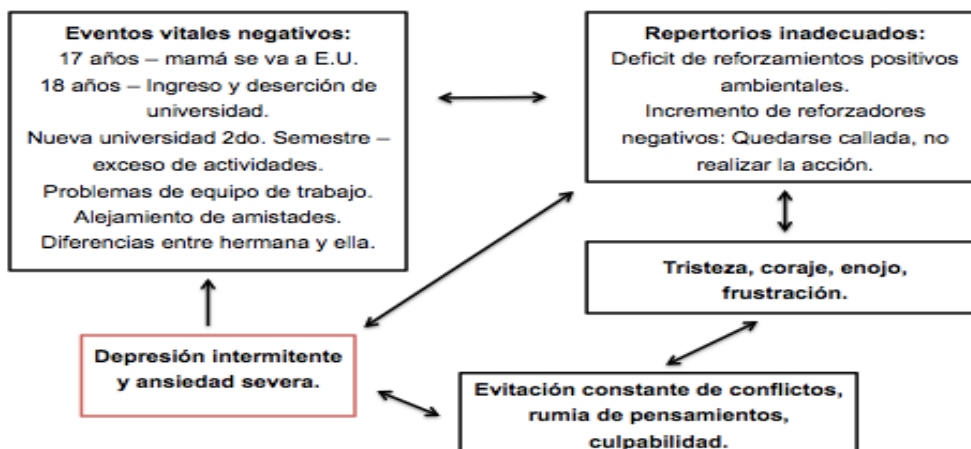 Eventos vitales negativos:
17 años – mamá se va a E.U.
18 años – Ingreso y deserción de
universidad.
Nueva universidad 2do. Semestre –
exceso de actividades.
Problemas de equipo de trabajo.
Alejamiento de amistades.
Diferencias entre hermana y ella.
Repertorios inadecuados:
Deficit de reforzamientos positivos
ambientales.
Incremento de reforzadores
negativos: Quedarse callada, no
realizar la acción.
Tristeza, coraje, enojo,
frustración.
Depresión intermitente
y ansiedad severa.
Evitación constante de conflictos,
rumia de pensamientos,
culpabilidad.